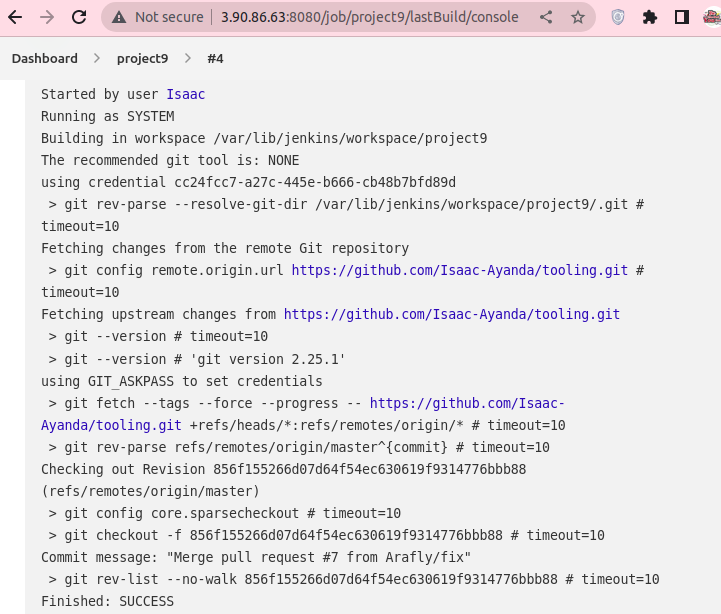 Not secure | 3.90.86.63:8080/job/project9/lastBuild/console
Dashboard > project9 > #4
Started by user Isaac
Running as SYSTEM
Building in workspace /var/lib/jenkins/workspace/project9
The recommended git tool is: NONE
using credential cc24fcc7-a27c-445e-b666-cb48b7bfd89d
 > git rev-parse --resolve-git-dir /var/lib/jenkins/workspace/project9/.git #
timeout=10
Fetching changes from the remote Git repository
 > git config remote.origin.url https://github.com/Isaac-Ayanda/tooling.git #
timeout=10
Fetching upstream changes from https://github.com/Isaac-Ayanda/tooling.git
 > git --version # timeout=10
 > git --version # 'git version 2.25.1'
using GIT_ASKPASS to set credentials
 > git fetch --tags --force --progress -- https://github.com/Isaac-
Ayanda/tooling.git +refs/heads/*:refs/remotes/origin/* # timeout=10
 > git rev-parse refs/remotes/origin/master^{commit} # timeout=10
Checking out Revision 856f155266d07d64f54ec630619f9314776bbb88
(refs/remotes/origin/master)
 > git config core.sparsecheckout # timeout=10
 > git checkout -f 856f155266d07d64f54ec630619f9314776bbb88 # timeout=10
Commit message: "Merge pull request #7 from Arafly/fix"
 > git rev-list --no-walk 856f155266d07d64f54ec630619f9314776bbb88 # timeout=10
Finished: SUCCESS